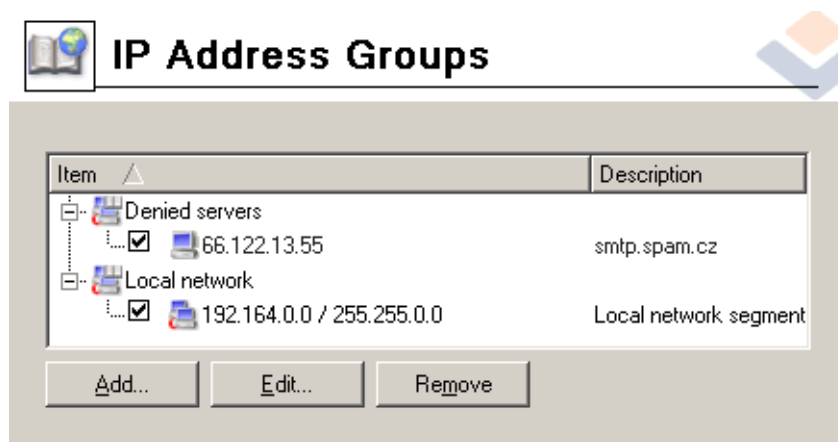 IP Address Groups
Item Description
Denied servers
66.122.13.55 smtp.spam.cz
Local network
192.164.0.0 / 255.255.0.0 Local network segment
Add... Edit... Remove